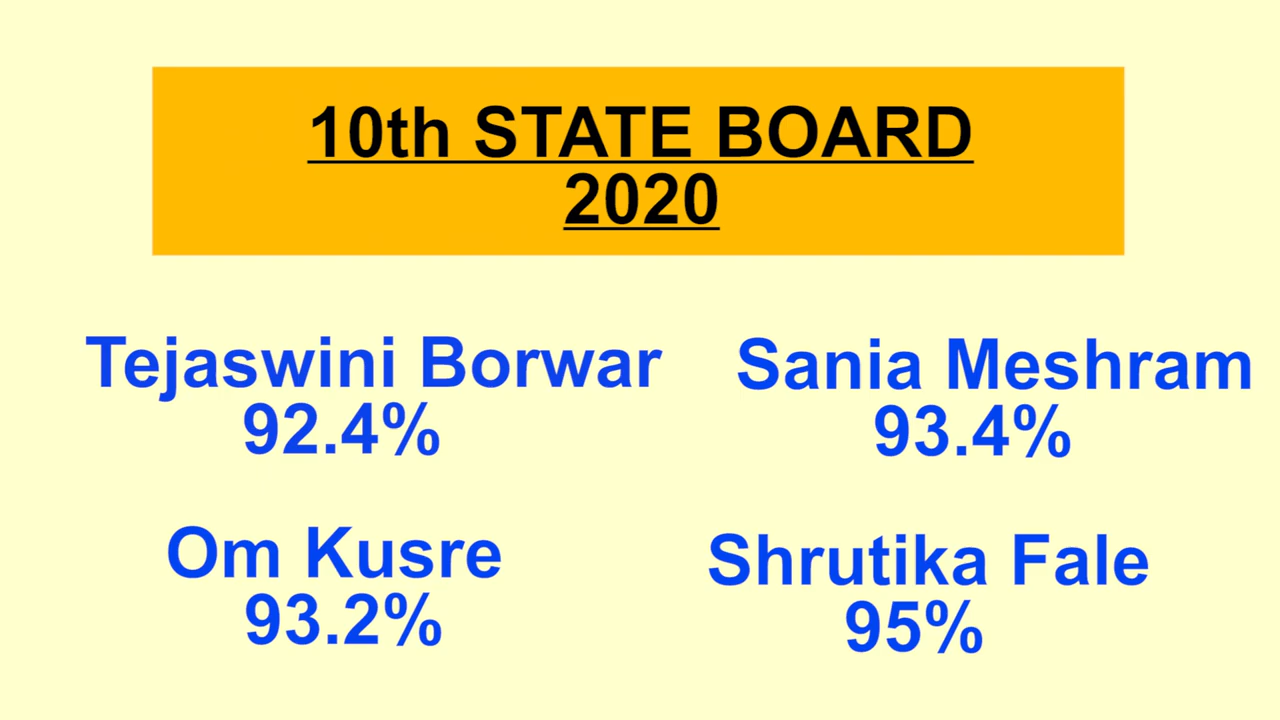 10th STATE BOARD
2020
Tejaswini Borwar
92.4%
Sania Meshram
93.4%
Om Kusre
93.2%
Shrutika Fale
95%